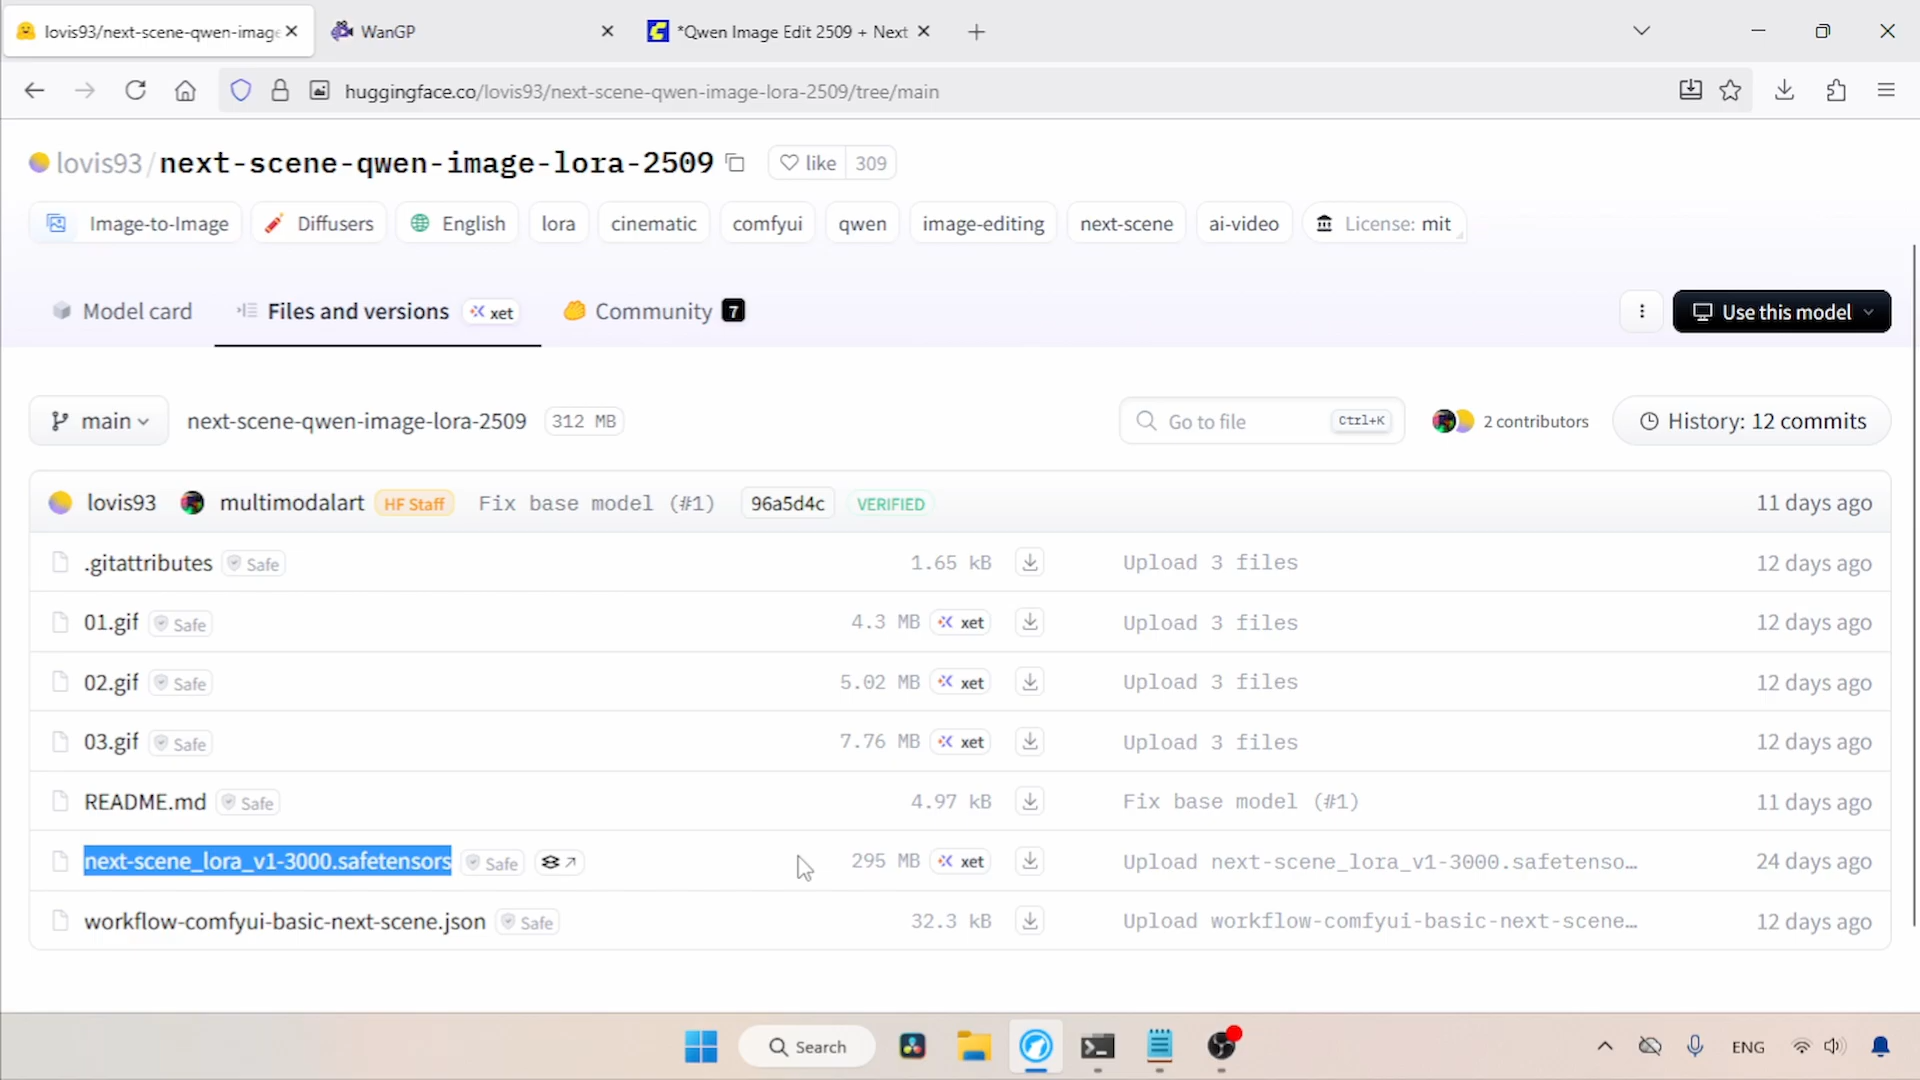 lovis93/next-scene-qwen-image
WanGP
*Qwen Image Edit 2509 + Next
huggingface.co/lovis93/next-scene-qwen-image-lora-2509/tree/main
lovis93/next-scene-qwen-image-lora-2509
like 309
Image-to-Image
Diffusers
English
lora
cinematic
comfyui
qwen
image-editing
next-scene
ai-video
License: mit
Model card
Files and versions
xet
Community 7
Use this model
main
next-scene-qwen-image-lora-2509
312 MB
Go to file
Ctrl+K
2 contributors
History: 12 commits
lovis93 multimodalart HF Staff Fix base model (#1) 96a5d4c VERIFIED 11 days ago
.gitattributes Safe 1.65 kB Upload 3 files 12 days ago
01.gif Safe 4.3 MB xet Upload 3 files 12 days ago
02.gif Safe 5.02 MB xet Upload 3 files 12 days ago
03.gif Safe 7.76 MB xet Upload 3 files 12 days ago
README.md Safe 4.97 kB Fix base model (#1) 11 days ago
next-scene_lora_v1-3000.safetensors Safe 295 MB xet Upload next-scene_lora_v1-3000.safetenso… 24 days ago
workflow-comfyui-basic-next-scene.json Safe 32.3 kB Upload workflow-comfyui-basic-next-scene… 12 days ago
Search
ENG